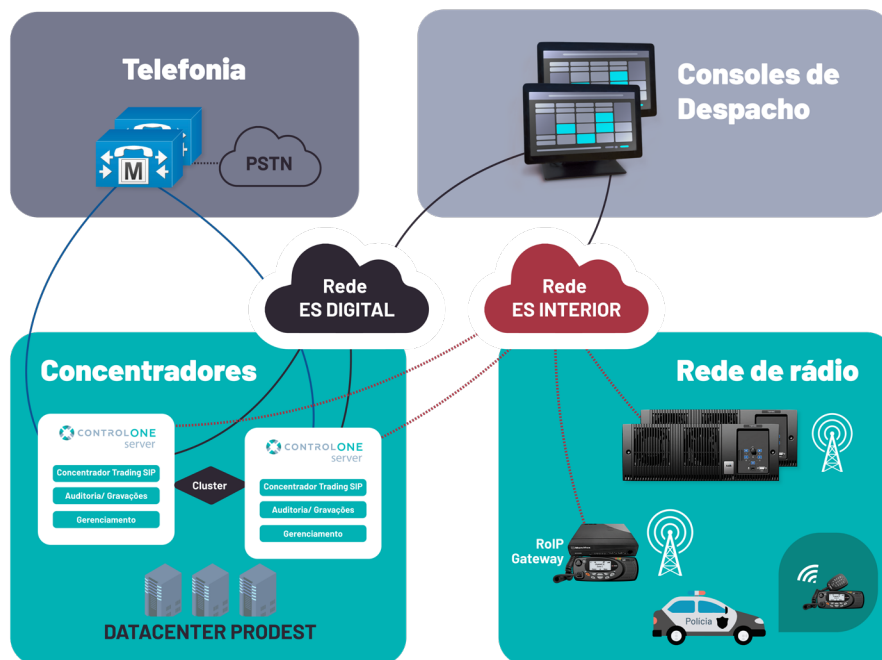 Telefonia
M
PSTN
Consoles de
Despacho
Rede
ES DIGITAL
Rede
ES INTERIOR
Concentradores
CONTROLONE
server
Concentrador Trading SIP
Auditoria/ Gravações
Gerenciamento
Cluster
CONTROLONE
server
Concentrador Trading SIP
Auditoria/ Gravações
Gerenciamento
DATACENTER PRODEST
Rede de rádio
RoIP
Gateway
Polícia